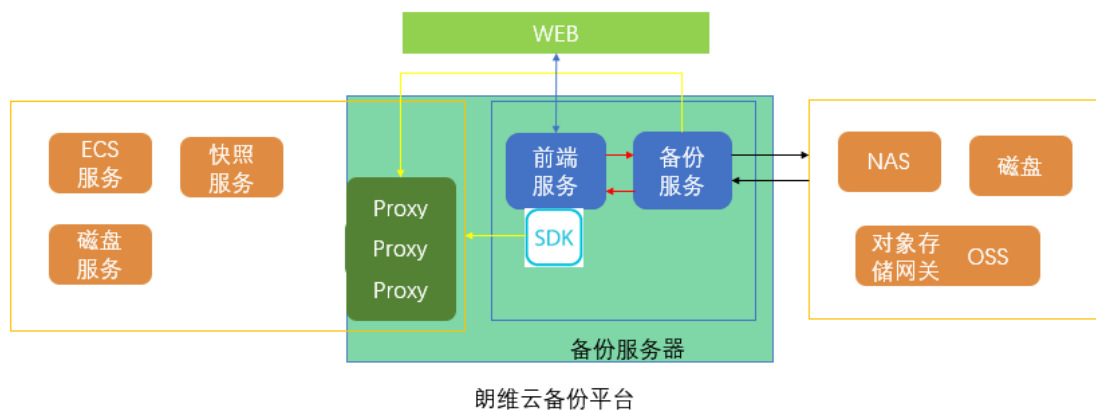 WEB
ECS
服务
快照
服务
磁盘
服务
Proxy
Proxy
Proxy
前端
服务
SDK
备份
服务
备份服务器
NAS
磁盘
对象存
储网关
OSS
朗维云备份平台